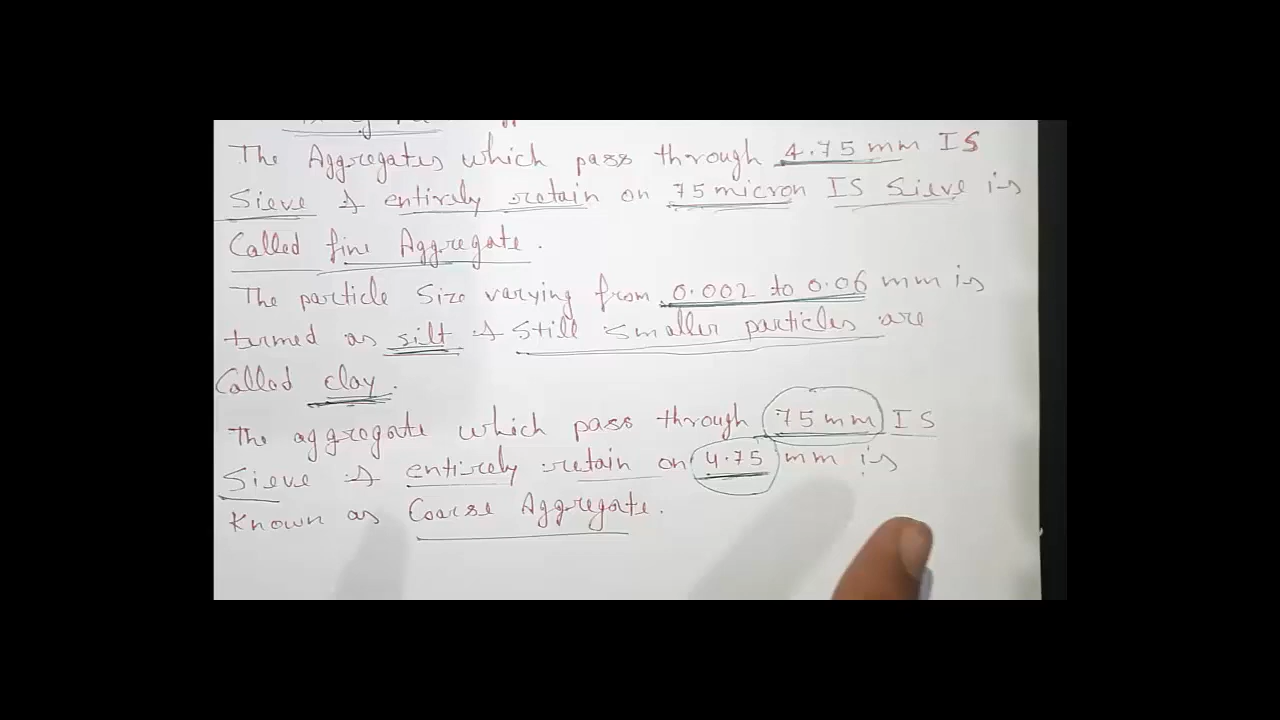 The Aggregates which pass through 4.75 mm IS
Sieve & entirely retain on 75 micron IS Sieve is
Called fine Aggregate.
The particle Size varying from 0.002 to 0.06 mm is
turmed as silt & still smaller particles are
Called clay.
The aggregate which pass through 75 mm IS
Sieve & entirely retain on 4.75 mm is
Known as Coarse Aggregate.